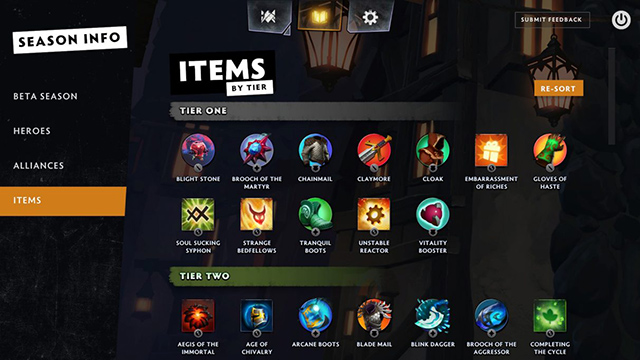 SEASON INFO
SUBMIT FEEDBACK
ITEMS
BY TIER
RE-SORT
BETA SEASON
HEROES
ALLIANCES
ITEMS
TIER ONE
BLIGHT STONE
BROOCH OF THE
MARTYR
CHAINMAIL
CLAYMORE
CLOAK
EMBARRASSMENT
OF RICHES
GLOVES OF
HASTE
SOUL SUCKING
SYPHON
STRANGE
BEDFELLOWS
TRANQUIL
BOOTS
UNSTABLE
REACTOR
VITALITY
BOOSTER
TIER TWO
AEGIS OF THE
IMMORTAL
AGE OF
CHIVALRY
ARCANE BOOTS
BLADE MAIL
BLINK DAGGER
BROOCH OF THE
AGGRESSOR
COMPLETING
THE CYCLE